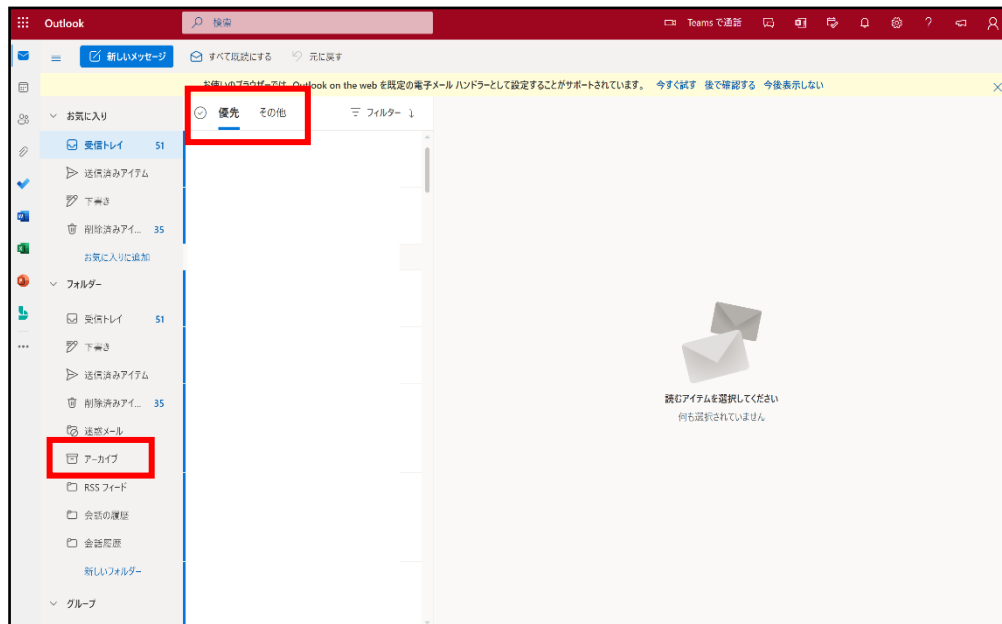 Outlook
検索
Teams で通話
新しいメッセージ
すべて既読にする
元に戻す
お使いのブラウザーでは、Outlook on the web を既定の電子メール ハンドラーとして設定することがサポートされています。 今すぐ試す 後で確認する 今後表示しない
お気に入り
受信トレイ 51
送信済みアイテム
下書き
削除済みアイ... 35
お気に入りに追加
フォルダー
受信トレイ 51
下書き
送信済みアイテム
削除済みアイ... 35
迷惑メール
アーカイブ
RSS フィード
会話の履歴
会話履歴
新しいフォルダー
グループ
優先 その他 フィルター
読むアイテムを選択してください
何も選択されていません